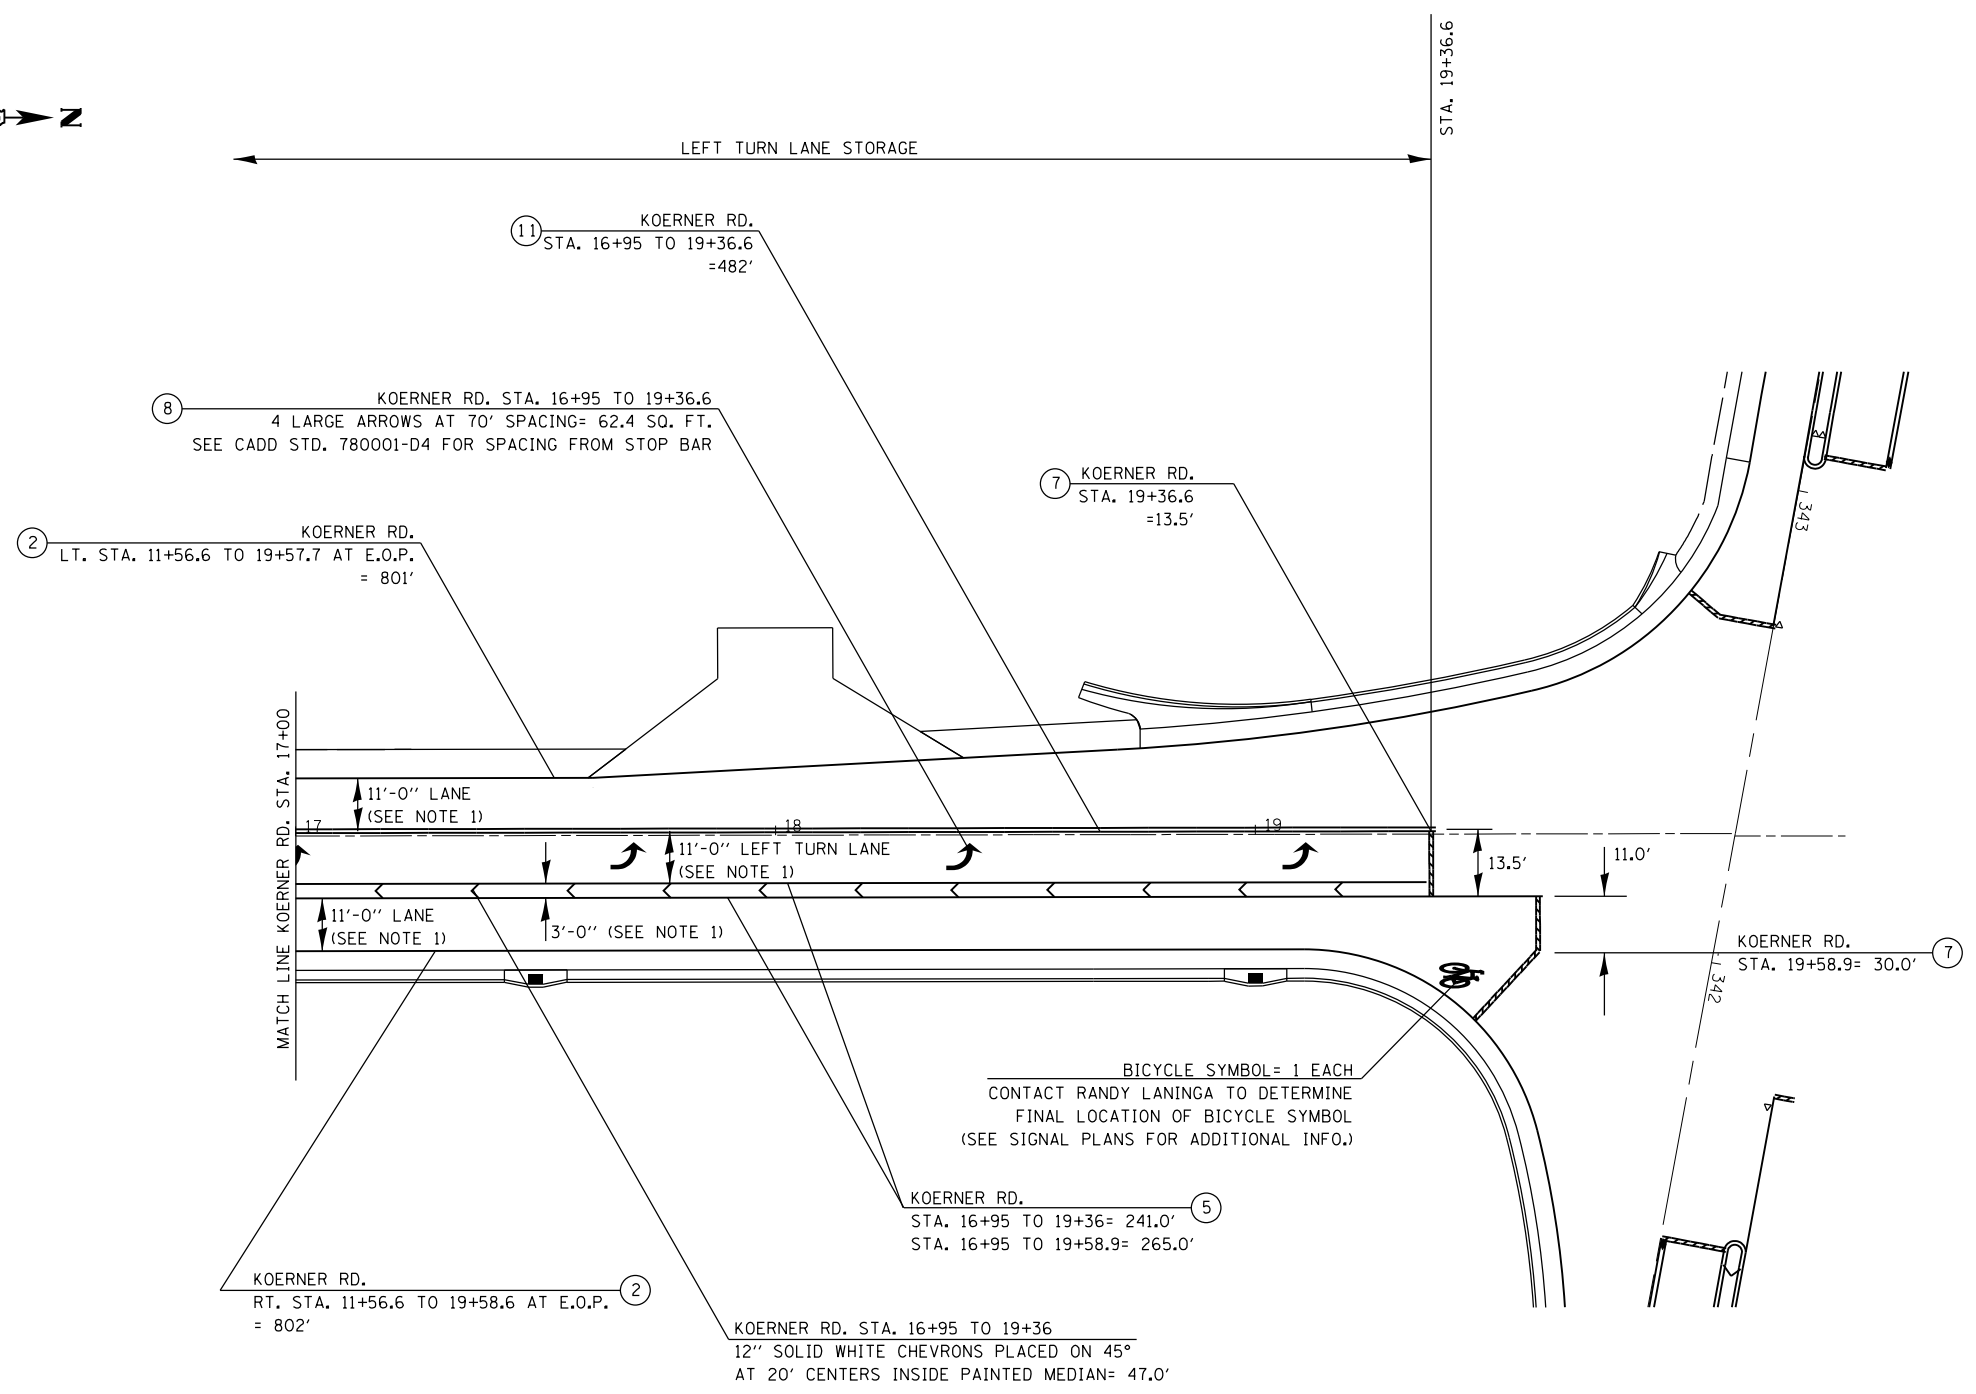 N
STA. 19+36.6
LEFT TURN LANE STORAGE
11
KOERNER RD.
STA. 16+95 TO 19+36.6
=482'
8
KOERNER RD. STA. 16+95 TO 19+36.6
4 LARGE ARROWS AT 70' SPACING= 62.4 SQ. FT.
SEE CADD STD. 780001-D4 FOR SPACING FROM STOP BAR
7
KOERNER RD.
STA. 19+36.6
=13.5'
2
KOERNER RD.
LT. STA. 11+56.6 TO 19+57.7 AT E.O.P.
= 801'
343
MATCH LINE KOERNER RD. STA. 17+00
11'-0'' LANE
(SEE NOTE 1)
17
18
19
11'-0'' LEFT TURN LANE
(SEE NOTE 1)
13.5'
11.0'
11'-0'' LANE
(SEE NOTE 1)
3'-0'' (SEE NOTE 1)
KOERNER RD.
STA. 19+58.9= 30.0'
7
342
BICYCLE SYMBOL= 1 EACH
CONTACT RANDY LANINGA TO DETERMINE
FINAL LOCATION OF BICYCLE SYMBOL
(SEE SIGNAL PLANS FOR ADDITIONAL INFO.)
KOERNER RD.
STA. 16+95 TO 19+36= 241.0'
STA. 16+95 TO 19+58.9= 265.0'
5
KOERNER RD.
RT. STA. 11+56.6 TO 19+58.6 AT E.O.P.
= 802'
2
KOERNER RD. STA. 16+95 TO 19+36
12'' SOLID WHITE CHEVRONS PLACED ON 45°
AT 20' CENTERS INSIDE PAINTED MEDIAN= 47.0'